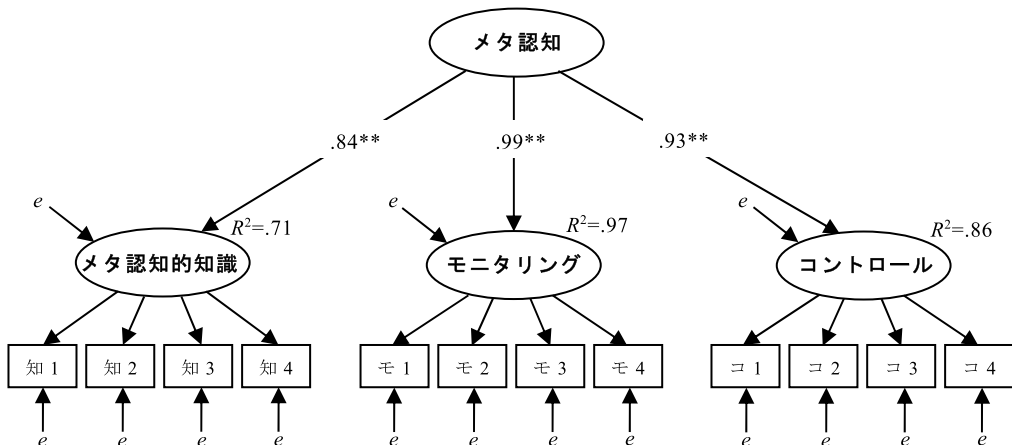 メタ認知
.84** .99** .93**
e e e
R²=.71 R²=.97 R²=.86
メタ認知的知識 モニタリング コントロール
知 1 知 2 知 3 知 4 モ 1 モ 2 モ 3 モ 4 コ 1 コ 2 コ 3 コ 4
e e e e e e e e e e e e